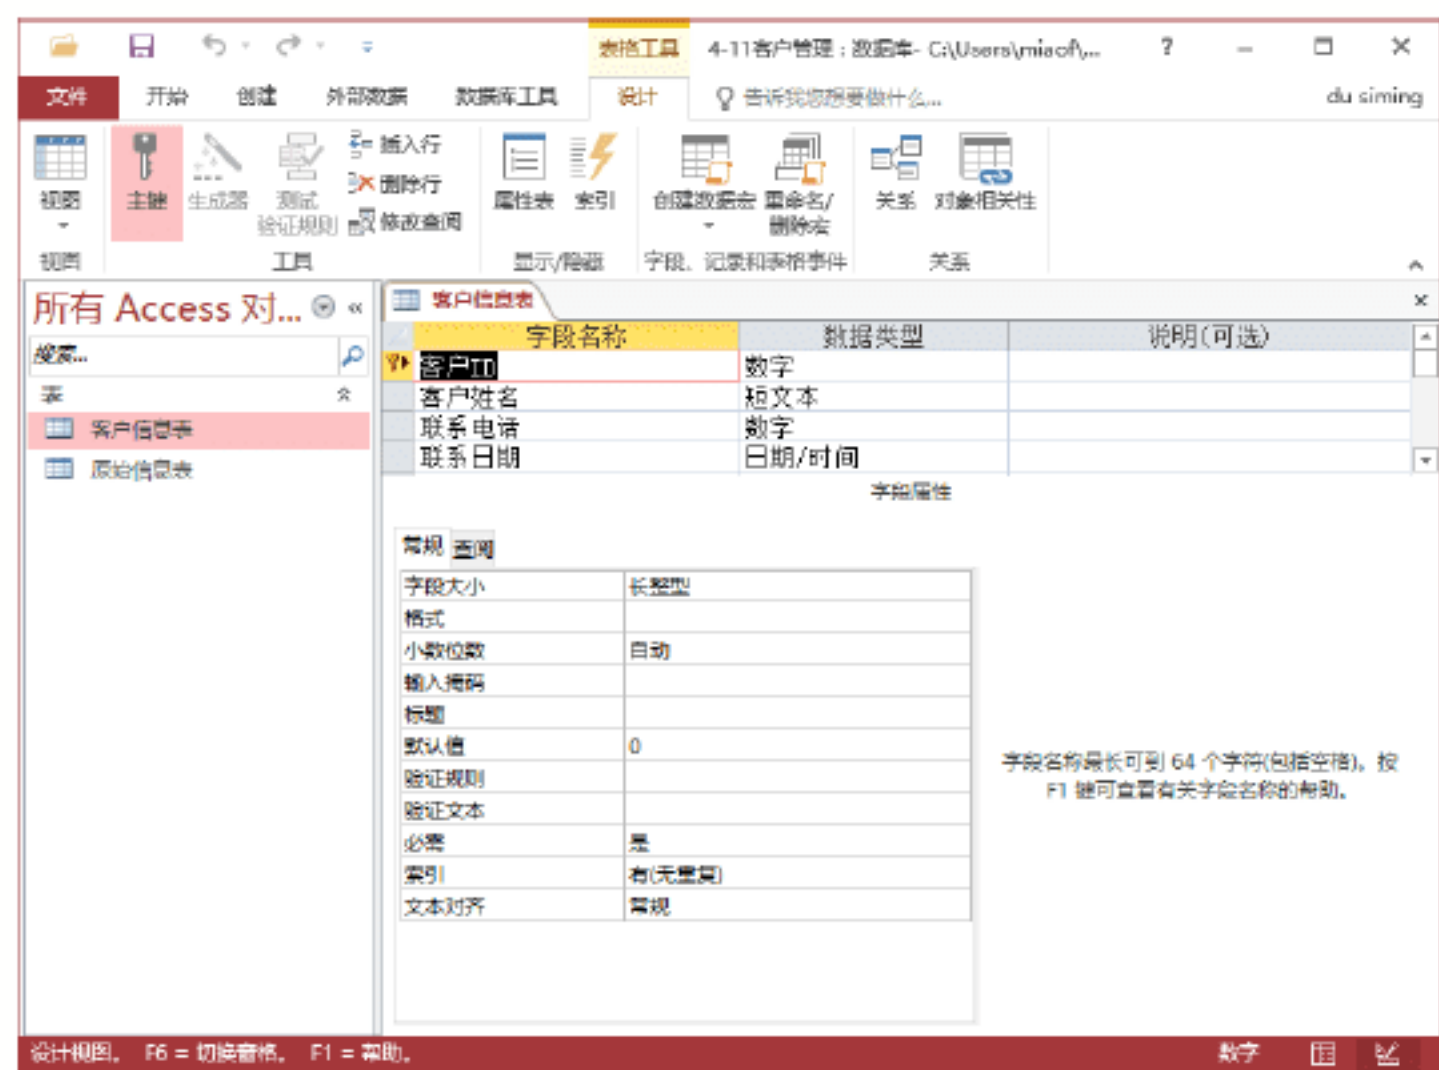 表格工具 4-11客户管理：数据库- C:\Users\miaof\... ?
文件 开始 创建 外部数据 数据库工具 设计 告诉我您想要做什么... du siming
视图 主键 生成器 测试验证规则 插入行 删除行 修改查阅 属性表 索引 创建数据宏 重命名/删除宏 关系 对象相关性
视图 工具 显示/隐藏 字段、记录和表格事件 关系
所有 Access 对... «
搜索...
表
客户信息表
原始信息表
客户信息表
字段名称 数据类型 说明(可选)
客户ID 数字
客户姓名 短文本
联系电话 数字
联系日期 日期/时间
字段属性
常规 查阅
字段大小 长整型
格式
小数位数 自动
输入掩码
标题
默认值 0
验证规则
验证文本
必需 是
索引 有(无重复)
文本对齐 常规
字段名称最长可到 64 个字符(包括空格)。按
F1 键可查看有关字段名称的帮助。
设计视图。 F6 = 切换窗格。 F1 = 帮助。 数字